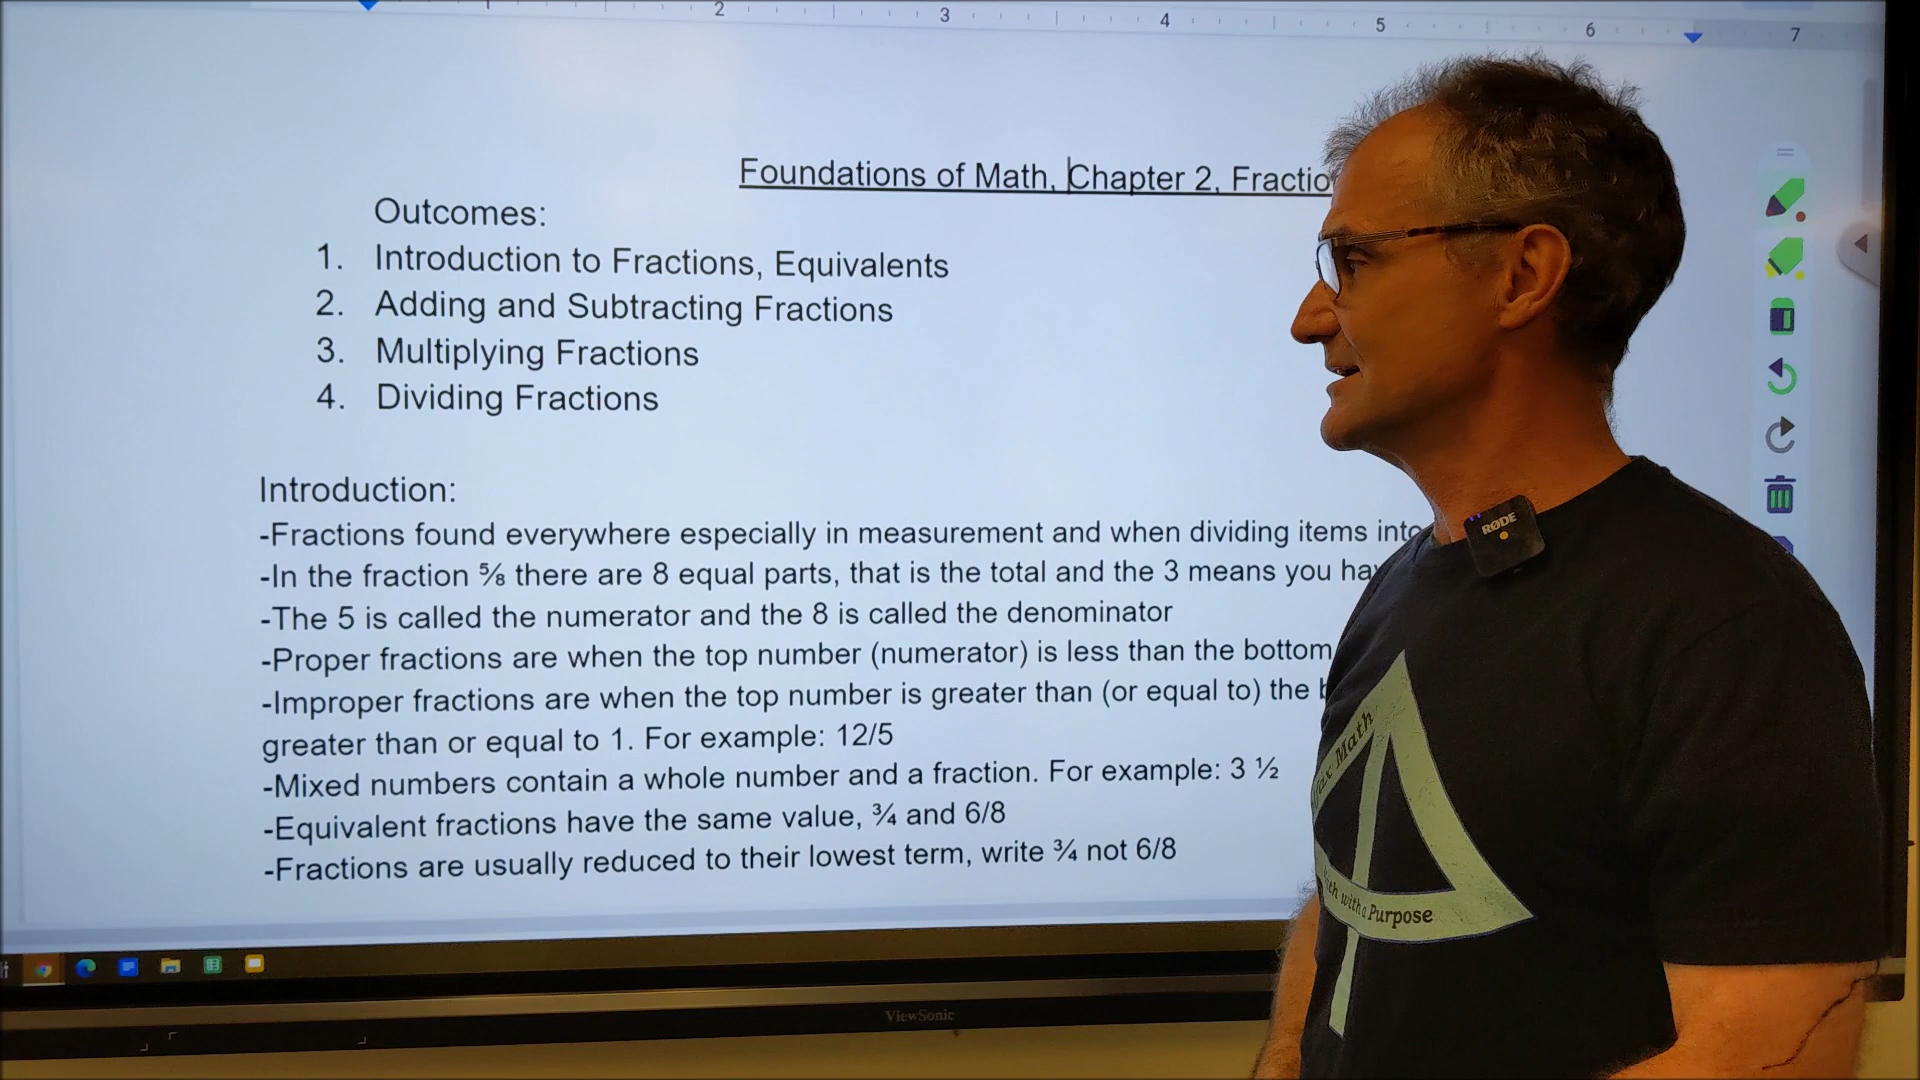 2 3 4 5 6 7
Foundations of Math, Chapter 2, Fractio
Outcomes:
1. Introduction to Fractions, Equivalents
2. Adding and Subtracting Fractions
3. Multiplying Fractions
4. Dividing Fractions
Introduction:
-Fractions found everywhere especially in measurement and when dividing items into
-In the fraction ⅝ there are 8 equal parts, that is the total and the 3 means you ha
-The 5 is called the numerator and the 8 is called the denominator
-Proper fractions are when the top number (numerator) is less than the bottom
-Improper fractions are when the top number is greater than (or equal to) the b
greater than or equal to 1. For example: 12/5
-Mixed numbers contain a whole number and a fraction. For example: 3 ½
-Equivalent fractions have the same value, ¾ and 6/8
-Fractions are usually reduced to their lowest term, write ¾ not 6/8
RØDE
Math
with a Purpose
ViewSonic